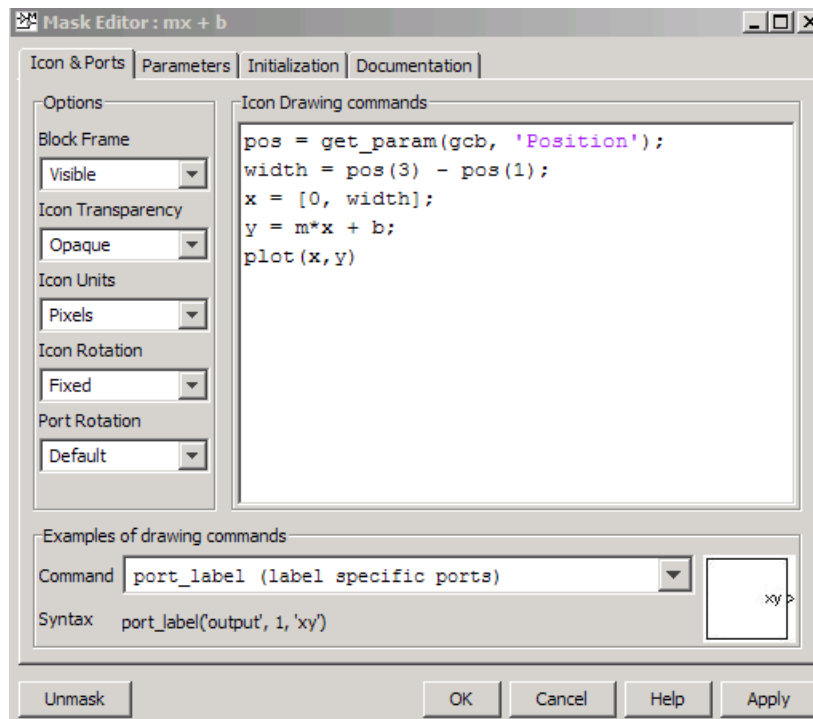 Mask Editor : mx + b
Icon & Ports Parameters Initialization Documentation
Options
Block Frame
Visible
Icon Transparency
Opaque
Icon Units
Pixels
Icon Rotation
Fixed
Port Rotation
Default
Icon Drawing commands
pos = get_param(gcb, 'Position');
width = pos(3) - pos(1);
x = [0, width];
y = m*x + b;
plot(x,y)
Examples of drawing commands
Command port_label (label specific ports)
Syntax port_label('output', 1, 'xy')
xy
Unmask OK Cancel Help Apply